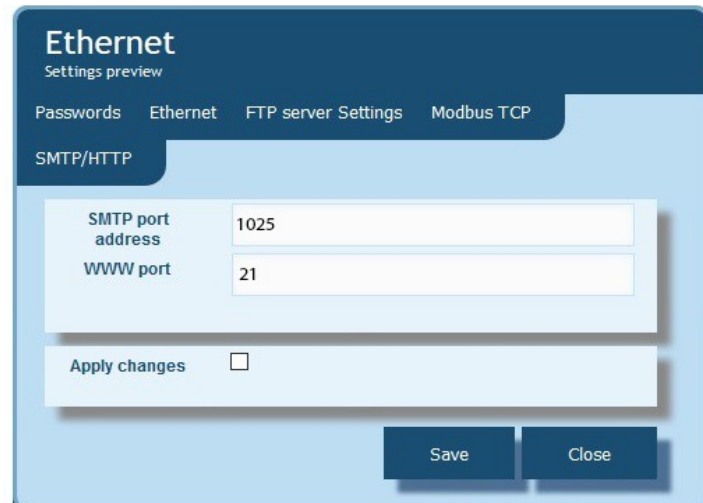 Ethernet
Settings preview
Passwords Ethernet FTP server Settings Modbus TCP
SMTP/HTTP
SMTP port
address
1025
WWW port
21
Apply changes
Save Close